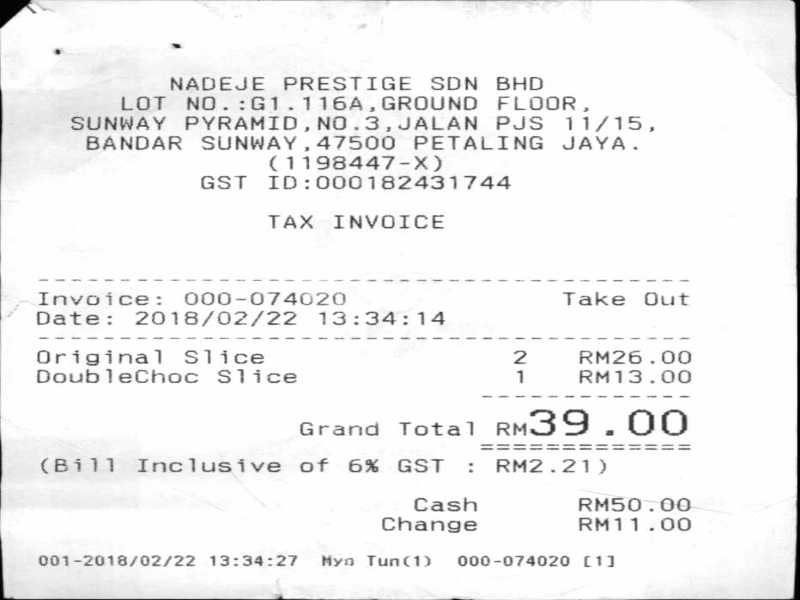 NADEJE PRESTIGE SDN BHD
LOT NO.:G1.116A,GROUND FLOOR,
SUNWAY PYRAMID,NO.3,JALAN PJS 11/15,
BANDAR SUNWAY,47500 PETALING JAYA.
(1198447-X)
GST ID:000182431744
TAX INVOICE
Invoice: 000-074020 Take Out
Date: 2018/02/22 13:34:14
Original Slice 2 RM26.00
DoubleChoc Slice 1 RM13.00
Grand Total RM39.00
(Bill Inclusive of 6% GST : RM2.21)
Cash RM50.00
Change RM11.00
001-2018/02/22 13:34:27 Myo Tun(1) 000-074020 [1]